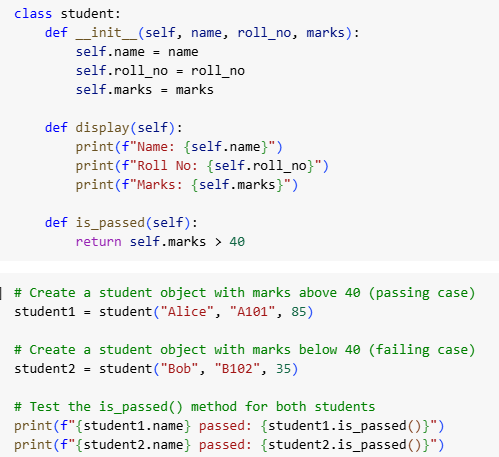 class student:
    def __init__(self, name, roll_no, marks):
        self.name = name
        self.roll_no = roll_no
        self.marks = marks

    def display(self):
        print(f"Name: {self.name}")
        print(f"Roll No: {self.roll_no}")
        print(f"Marks: {self.marks}")

    def is_passed(self):
        return self.marks > 40

# Create a student object with marks above 40 (passing case)
student1 = student("Alice", "A101", 85)

# Create a student object with marks below 40 (failing case)
student2 = student("Bob", "B102", 35)

# Test the is_passed() method for both students
print(f"{student1.name} passed: {student1.is_passed()}")
print(f"{student2.name} passed: {student2.is_passed()}")